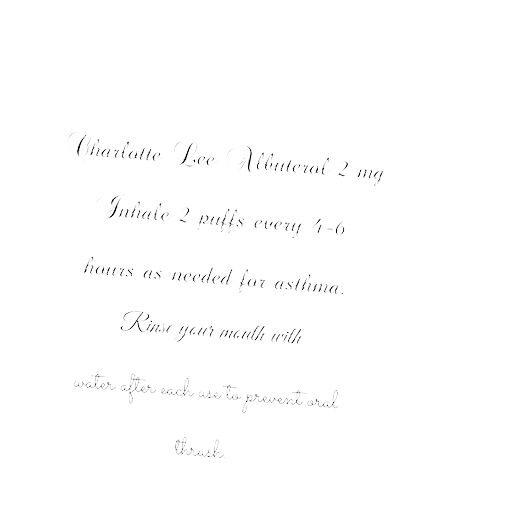 Charlotte Lee Albuterol 2 mg
Inhale 2 puffs every 4-6
hours as needed for asthma.
Rinse your mouth with
water after each use to prevent oral
thrush.